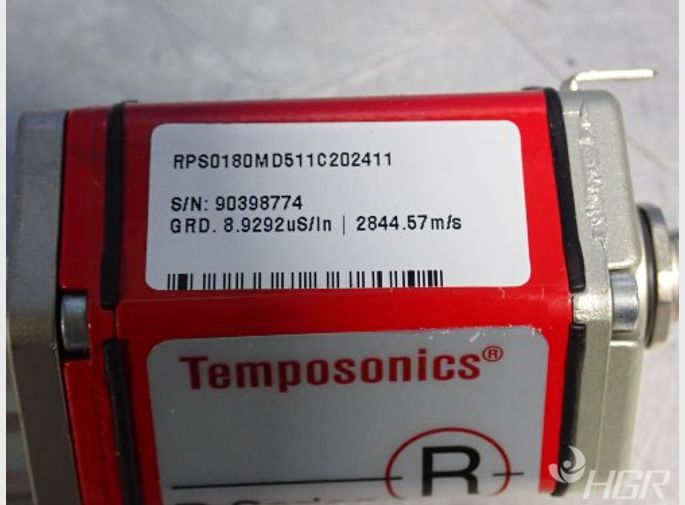 RPS0180MD511C202411
S/N: 90398774
GRD. 8.9292uS/In | 2844.57m/s
Temposonics®
R
HGR